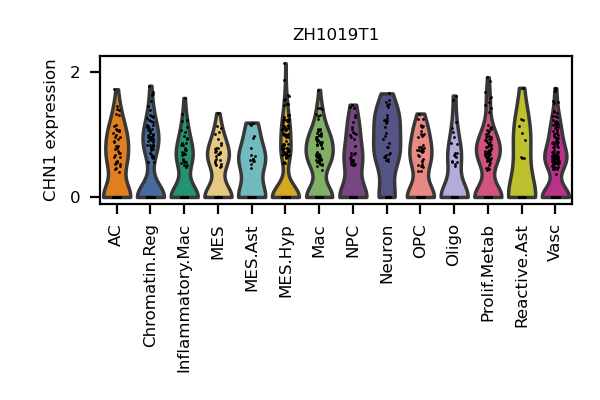 ZH1019T1
CHN1 expression
2
0
AC
Chromatin.Reg
Inflammatory.Mac
MES
MES.Ast
MES.Hyp
Mac
NPC
Neuron
OPC
Oligo
Prolif.Metab
Reactive.Ast
Vasc